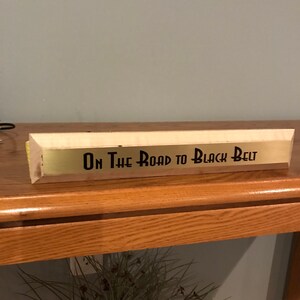 On The Road to Black Belt